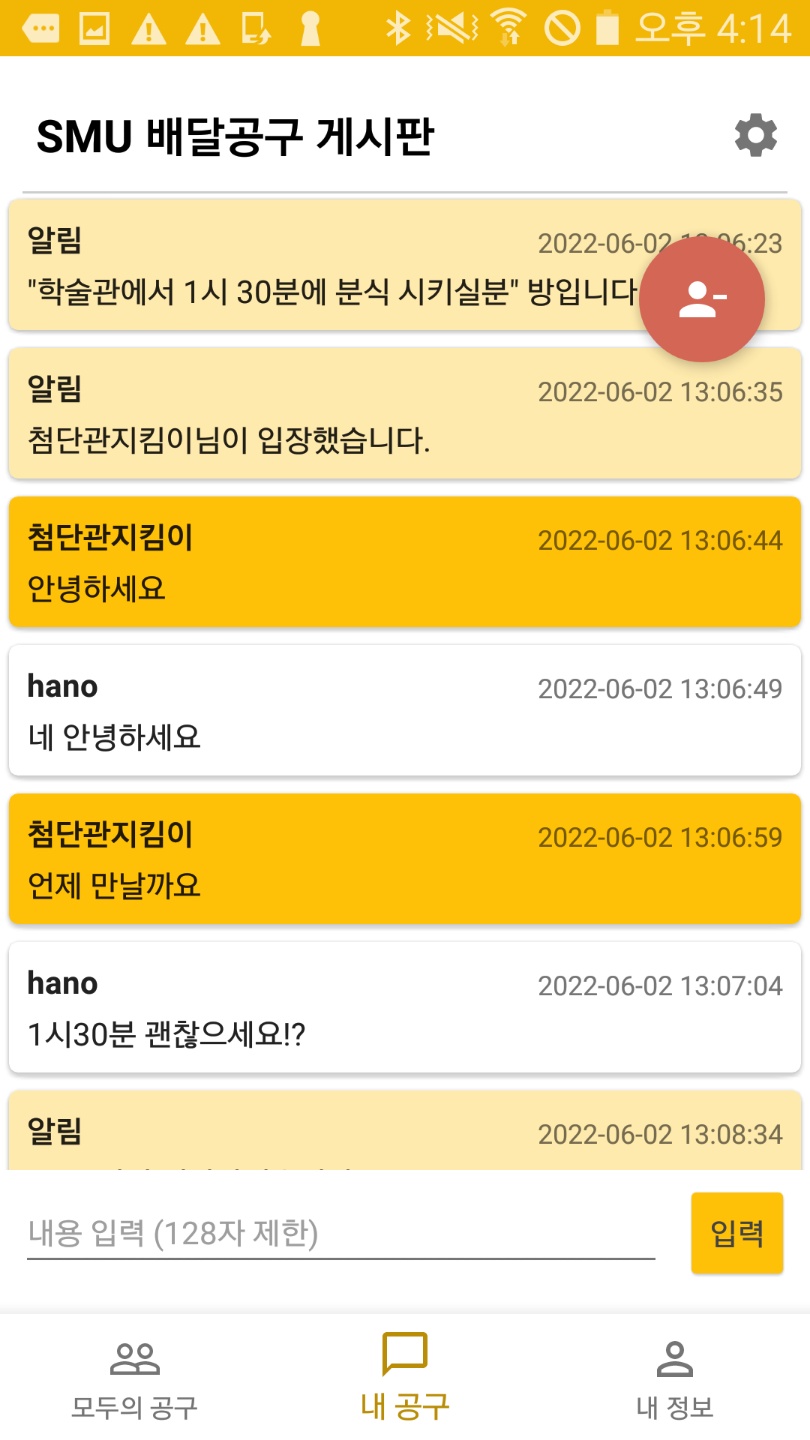 오후 4:14
SMU 배달공구 게시판
알림
2022-06-02
06:23
"학술관에서 1시 30분에 분식 시키실분" 방입니다
알림
2022-06-02 13:06:35
첨단관지킴이님이 입장했습니다.
첨단관지킴이
2022-06-02 13:06:44
안녕하세요
hano
2022-06-02 13:06:49
네 안녕하세요
첨단관지킴이
2022-06-02 13:06:59
언제 만날까요
hano
2022-06-02 13:07:04
1시30분 괜찮으세요!?
알림
2022-06-02 13:08:34
내용 입력 (128자 제한)
입력
모두의 공구
내 공구
내 정보